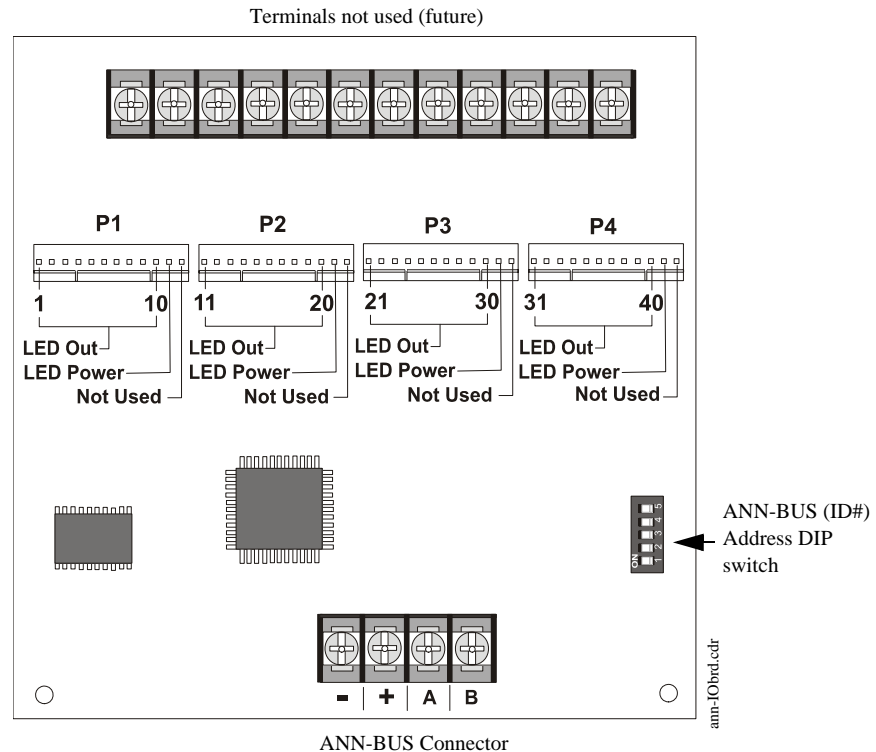 Terminals not used (future)
P1 P2 P3 P4
1 10 11 20 21 30 31 40
LED Out LED Out LED Out LED Out
LED Power LED Power LED Power LED Power
Not Used Not Used Not Used Not Used
ANN-BUS (ID#)
Address DIP
switch
ON 1 2 3 4 5
- + A B
ann-IObrd.cdr
ANN-BUS Connector